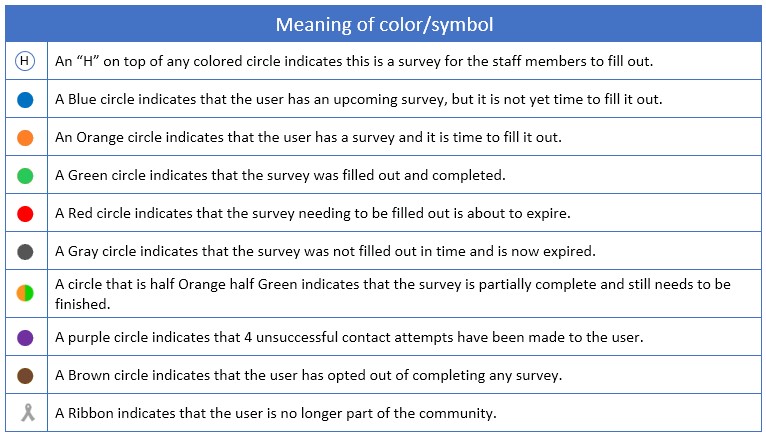 Meaning of color/symbol
H
An “H” on top of any colored circle indicates this is a survey for the staff members to fill out.
A Blue circle indicates that the user has an upcoming survey, but it is not yet time to fill it out.
An Orange circle indicates that the user has a survey and it is time to fill it out.
A Green circle indicates that the survey was filled out and completed.
A Red circle indicates that the survey needing to be filled out is about to expire.
A Gray circle indicates that the survey was not filled out in time and is now expired.
A circle that is half Orange half Green indicates that the survey is partially complete and still needs to be
finished.
A purple circle indicates that 4 unsuccessful contact attempts have been made to the user.
A Brown circle indicates that the user has opted out of completing any survey.
A Ribbon indicates that the user is no longer part of the community.